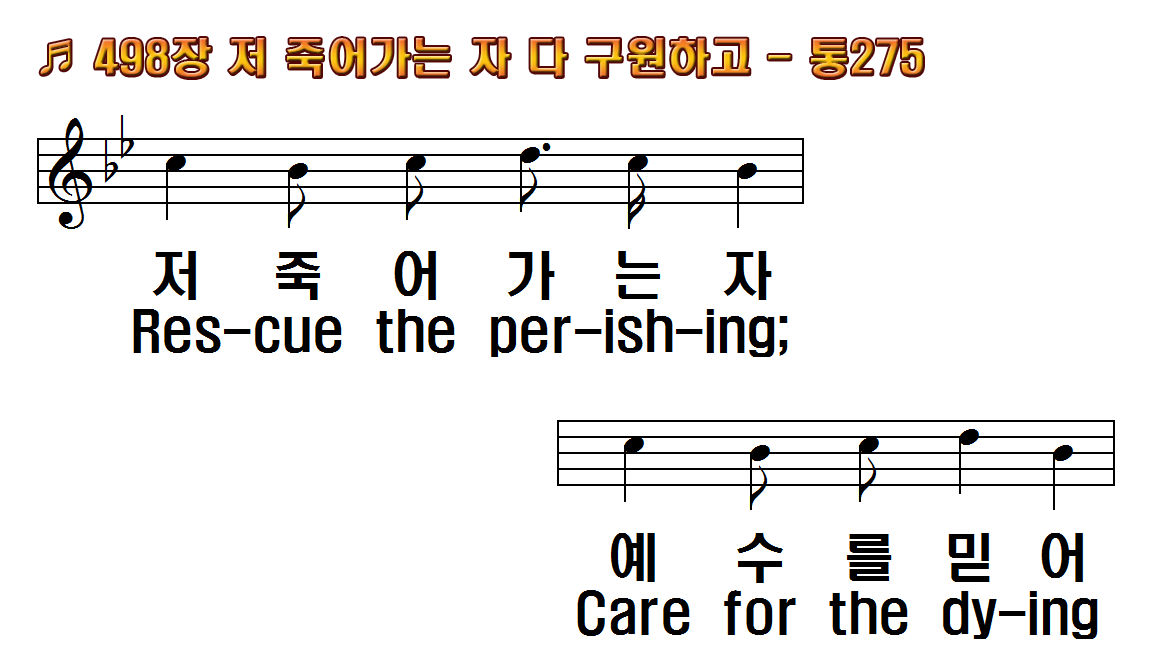 ♬ 498장 저 죽어가는 자 다 구원하고 - 통275
저 죽 어 가 는 자
Res-cue the per-ish-ing;
예 수 를 믿 어
Care for the dy-ing